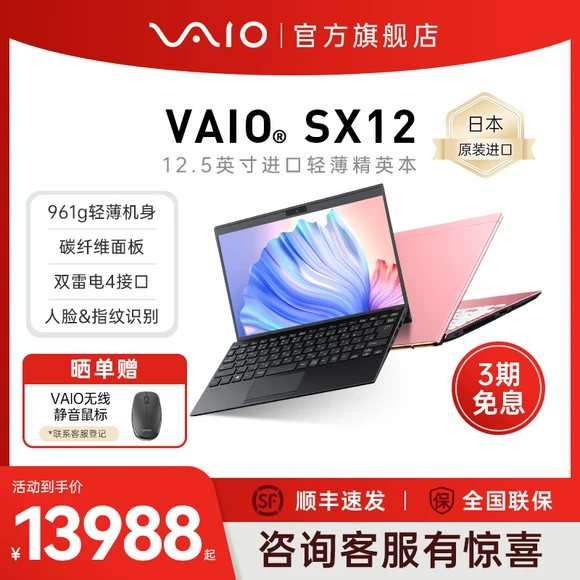 VAIO 官方旗舰店
VAIO® SX12
12.5英寸进口轻薄精英本
日本
原装进口
961g轻薄机身
碳纤维面板
双雷电4接口
人脸&指纹识别
晒单赠
VAIO无线
静音鼠标
*联系客服登记
VAIO
3期
免息
活动到手价
¥13988起
SF 顺丰速发 保 全国联保
咨询客服有惊喜